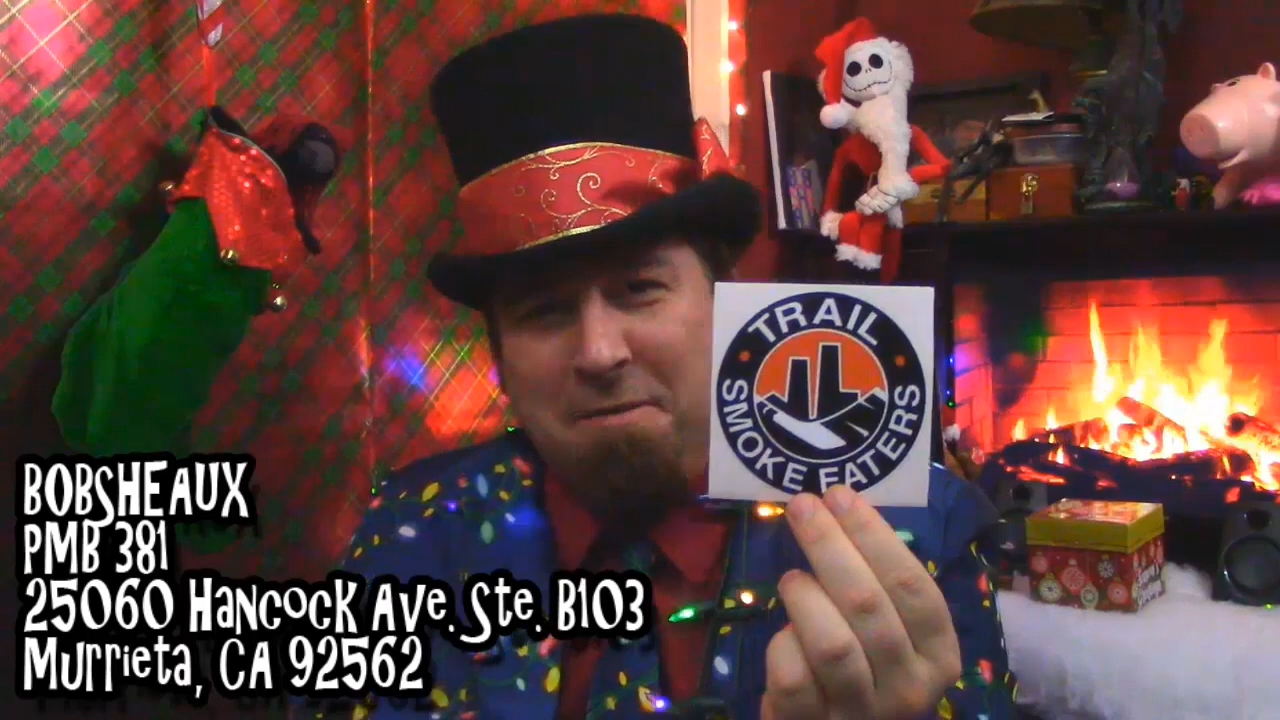 TRAIL
SMOKE EATERS
BOBSHEAUX
PMB 381
25060 Hancock Ave. Ste. B103
Murrieta, CA 92562